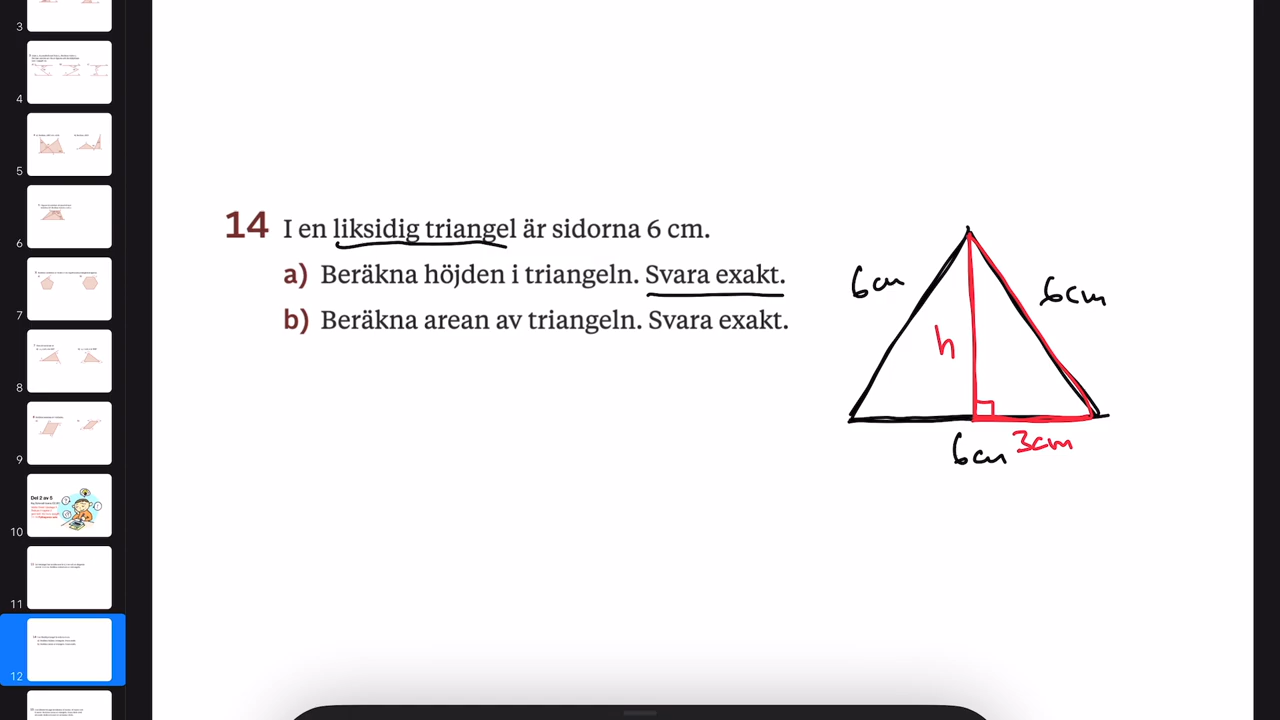 3
4
5
6
7
8
9
10
11
12
Del 2 av 5
14 I en liksidig triangel är sidorna 6 cm.
a) Beräkna höjden i triangeln. Svara exakt.
b) Beräkna arean av triangeln. Svara exakt.
6cm
6cm
h
3cm
6cm